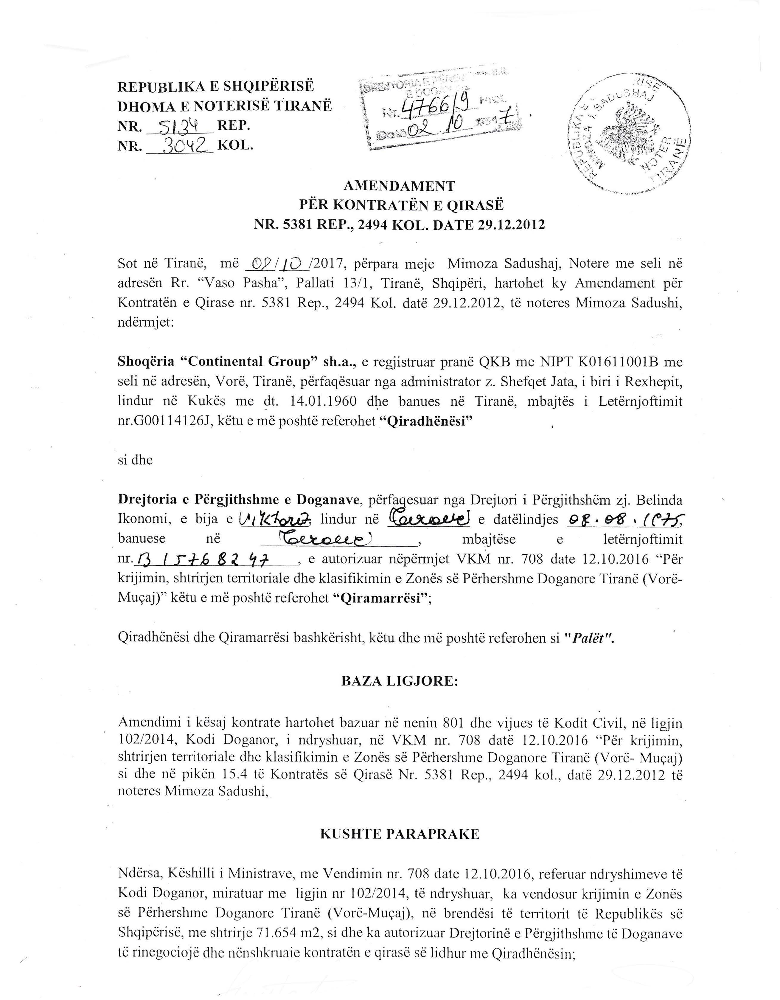 REPUBLIKA E SHQIPËRISË
DHOMA E NOTERISË TIRANË
NR. 5134 REP.
NR. 3042 KOL.
DREJTORIA E
E DOGANAVE
Nr. 4766/9 Prot.
Datë 02.10 7
REPUBLIKA E
MIMOZA I. SADUSHAJ
NOTER
TIRANË
AMENDAMENT
PËR KONTRATËN E QIRASË
NR. 5381 REP., 2494 KOL. DATE 29.12.2012
Sot në Tiranë, më 02/10/2017, përpara meje Mimoza Sadushaj, Notere me seli në
adresën Rr. “Vaso Pasha”, Pallati 13/1, Tiranë, Shqipëri, hartohet ky Amendament për
Kontratën e Qirase nr. 5381 Rep., 2494 Kol. datë 29.12.2012, të noteres Mimoza Sadushi,
ndërmjet:
Shoqëria “Continental Group” sh.a., e regjistruar pranë QKB me NIPT K01611001B me
seli në adresën, Vorë, Tiranë, përfaqësuar nga administrator z. Shefqet Jata, i biri i Rexhepit,
lindur në Kukës me dt. 14.01.1960 dhe banues në Tiranë, mbajtës i Letërnjoftimit
nr.G00114126J, këtu e më poshtë referohet “Qiradhënësi”
si dhe
Drejtoria e Përgjithshme e Doganave, përfaqesuar nga Drejtori i Përgjithshëm zj. Belinda
Ikonomi, e bija e Viktorit, lindur në Tirane e datëlindjes 08.08.1975,
banuese në Tirane, mbajtëse e letërnjoftimit
nr. , e autorizuar nëpërmjet VKM nr. 708 date 12.10.2016 “Për
krijimin, shtrirjen territoriale dhe klasifikimin e Zonës së Përhershme Doganore Tiranë (Vorë-
Muçaj)” këtu e më poshtë referohet “Qiramarrësi”;
Qiradhënësi dhe Qiramarrësi bashkërisht, këtu dhe më poshtë referohen si "Palët".
BAZA LIGJORE:
Amendimi i kësaj kontrate hartohet bazuar në nenin 801 dhe vijues të Kodit Civil, në ligjin
102/2014, Kodi Doganor, i ndryshuar, në VKM nr. 708 datë 12.10.2016 “Për krijimin,
shtrirjen territoriale dhe klasifikimin e Zonës së Përhershme Doganore Tiranë (Vorë- Muçaj)
si dhe në pikën 15.4 të Kontratës së Qirasë Nr. 5381 Rep., 2494 kol., datë 29.12.2012 të
noteres Mimoza Sadushi,
KUSHTE PARAPRAKE
Ndërsa, Këshilli i Ministrave, me Vendimin nr. 708 date 12.10.2016, referuar ndryshimeve të
Kodi Doganor, miratuar me ligjin nr 102/2014, të ndryshuar, ka vendosur krijimin e Zonës
së Përhershme Doganore Tiranë (Vorë-Muçaj), në brendësi të territorit të Republikës së
Shqipërisë, me shtrirje 71.654 m2, si dhe ka autorizuar Drejtorinë e Përgjithshme të Doganave
të rinegociojë dhe nënshkruaie kontratën e qirasë së lidhur me Qiradhënësin;